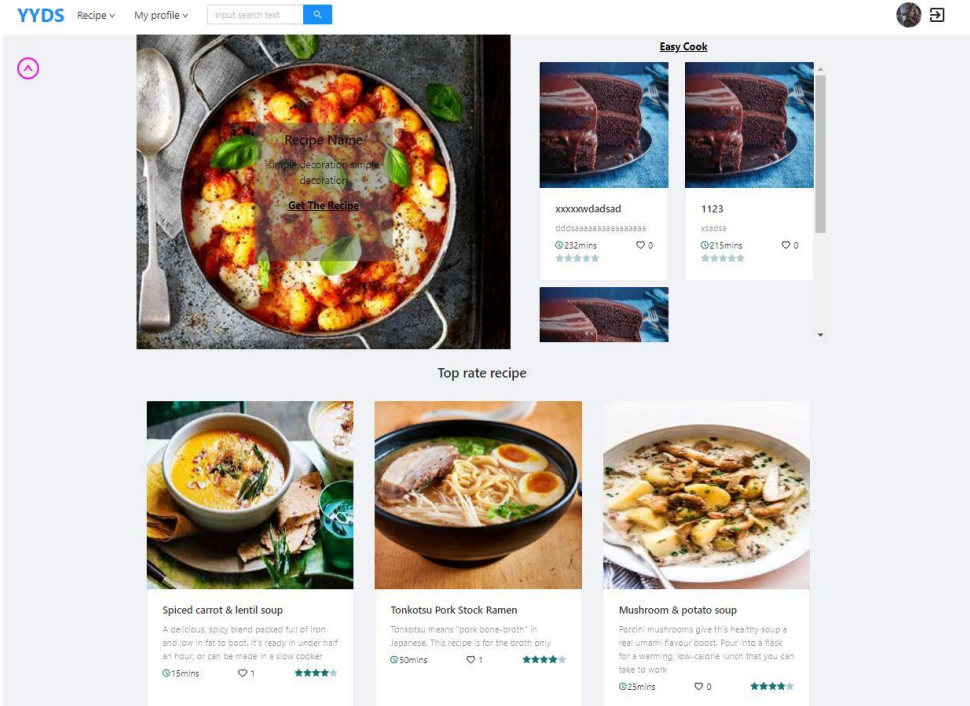 YYDS
Recipe
My profile
input search text
Easy Cook
Recipe Name
simple decoration simple
decoration
Get The Recipe
xxxxxwdadsad
1123
dddsaaaaaaaaaaaaaaaa
xsadsa
232mins
0
215mins
0
Top rate recipe
Spiced carrot & lentil soup
A delicious, spicy blend packed full of iron
and low in fat to boot. It's ready in under half
an hour, or can be made in a slow cooker
15mins
1
Tonkotsu Pork Stock Ramen
Tonkotsu means "pork bone-broth" in
Japanese. This recipe is for the broth only
50mins
1
Mushroom & potato soup
Porcini mushrooms give this healthy soup a
real umami flavour boost. Pour into a flask
for a warming, low-calorie lunch that you can
take to work
25mins
0